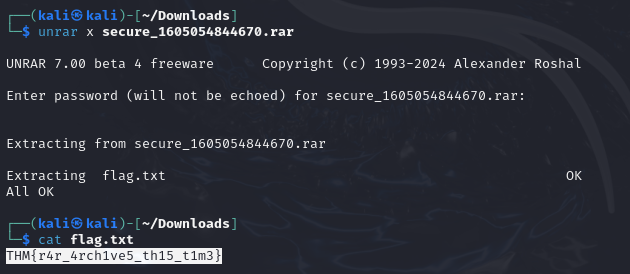 ┌──(kali㉿kali)-[~/Downloads]
└─$ unrar x secure_1605054844670.rar
UNRAR 7.00 beta 4 freeware      Copyright (c) 1993-2024 Alexander Roshal
Enter password (will not be echoed) for secure_1605054844670.rar:
Extracting from secure_1605054844670.rar
Extracting  flag.txt                                                  OK
All OK
┌──(kali㉿kali)-[~/Downloads]
└─$ cat flag.txt
THM{r4r_4rch1ve5_th15_t1m3}